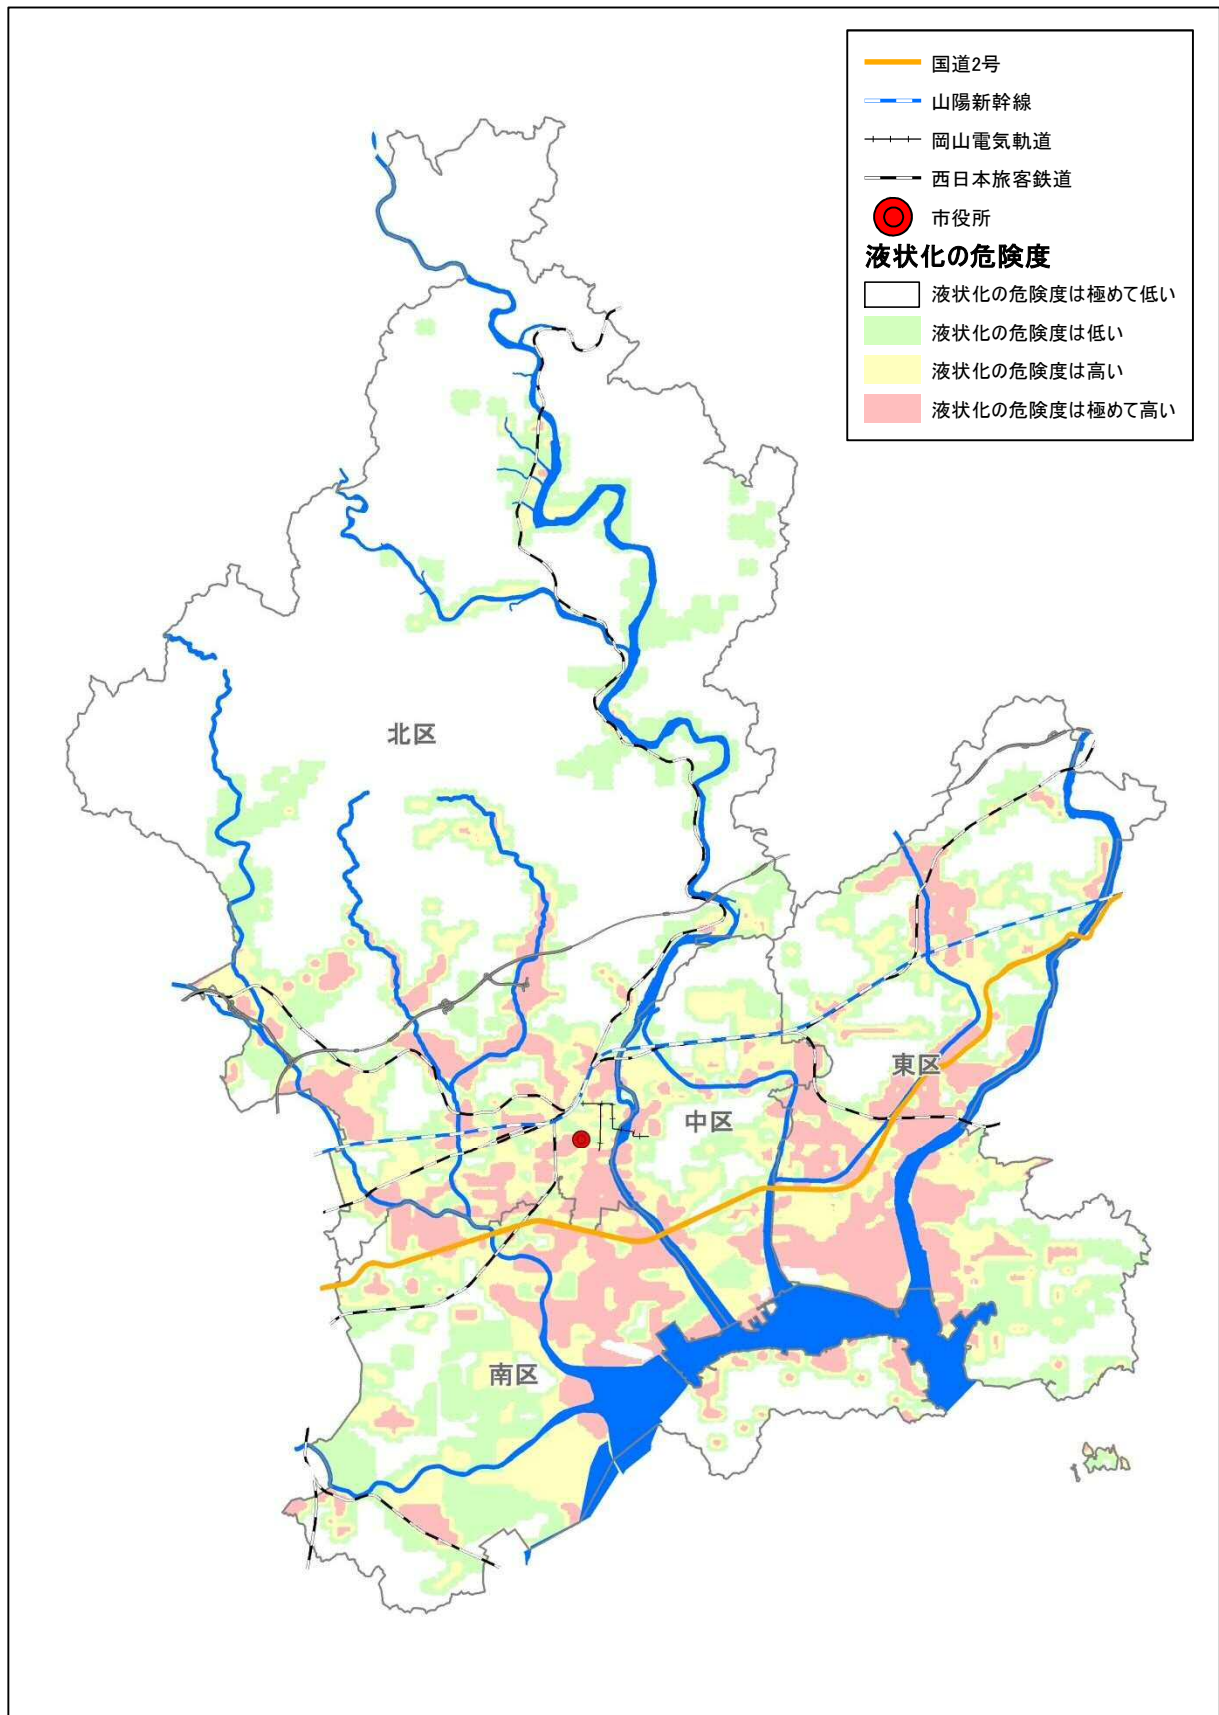 国道2号
山陽新幹線
岡山電気軌道
西日本旅客鉄道
市役所
液状化の危険度
液状化の危険度は極めて低い
液状化の危険度は低い
液状化の危険度は高い
液状化の危険度は極めて高い
北区
東区
中区
南区